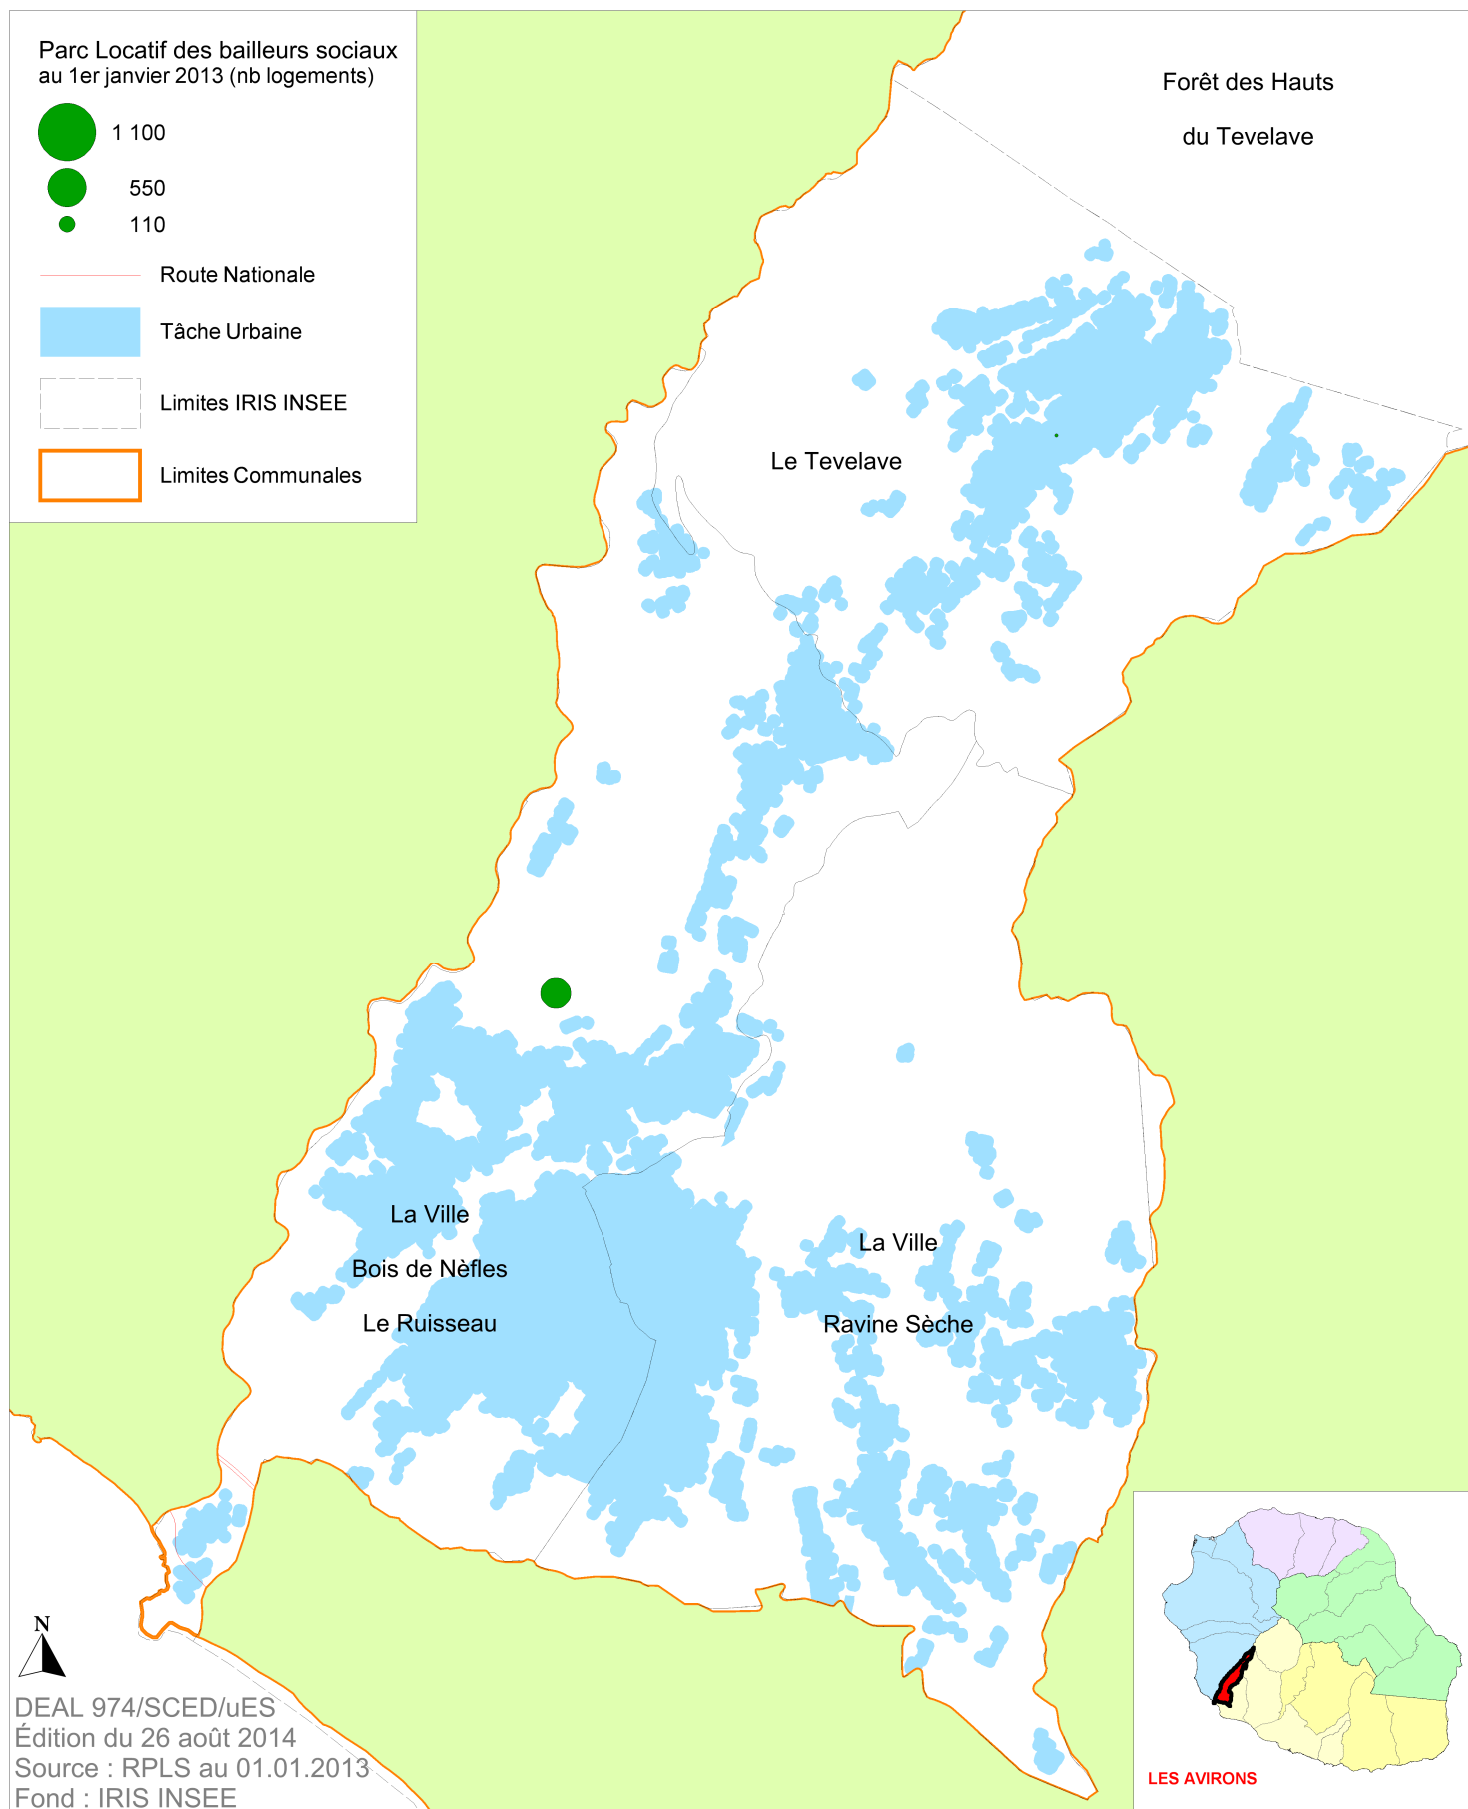 Parc Locatif des bailleurs sociaux
au 1er janvier 2013 (nb logements)
1 100
550
110
Route Nationale
Tâche Urbaine
Limites IRIS INSEE
Limites Communales
Forêt des Hauts
du Tevelave
Le Tevelave
La Ville
Bois de Nèfles
Le Ruisseau
La Ville
Ravine Sèche
N
DEAL 974/SCED/uES
Édition du 26 août 2014
Source : RPLS au 01.01.2013
Fond : IRIS INSEE
LES AVIRONS